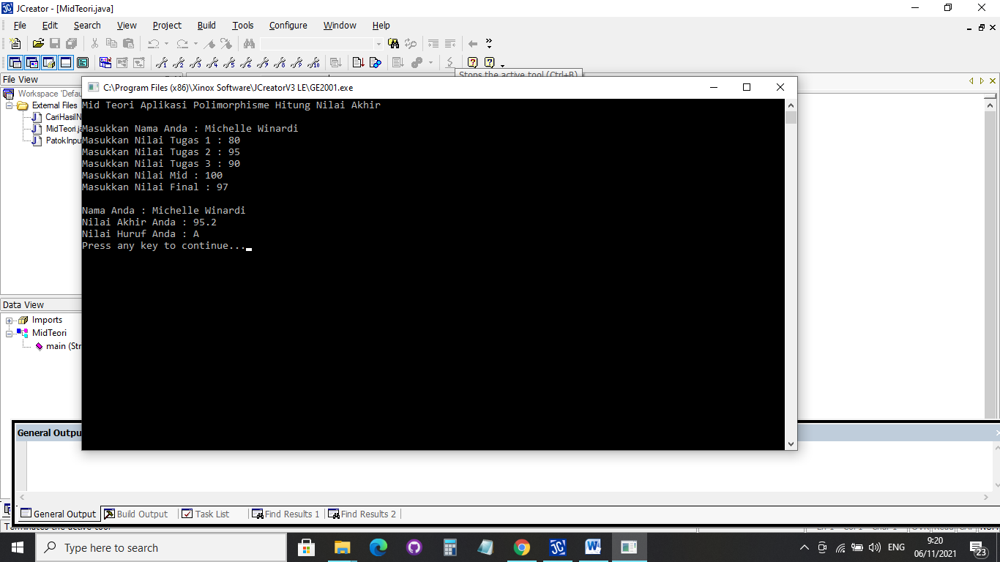 JCreator - [MidTeori.java]
File Edit Search View Project Build Tools Configure Window Help
Stops the active tool (Ctrl+B)
File View
C:\Program Files (x86)\Xinox Software\JCreatorV3 LE\GE2001.exe
Workspace 'Defau
External Files
CariHasilN
MidTeori.ja
PatokInpu
Mid Teori Aplikasi Polimorphisme Hitung Nilai Akhir
Masukkan Nama Anda : Michelle Winardi
Masukkan Nilai Tugas 1 : 80
Masukkan Nilai Tugas 2 : 95
Masukkan Nilai Tugas 3 : 90
Masukkan Nilai Mid : 100
Masukkan Nilai Final : 97
Nama Anda : Michelle Winardi
Nilai Akhir Anda : 95.2
Nilai Huruf Anda : A
Press any key to continue...
Data View
Imports
MidTeori
main (Str
General Outpu
General Output Build Output Task List Find Results 1 Find Results 2
Terminates the active tool
Type here to search
ENG
9:20
06/11/2021
23